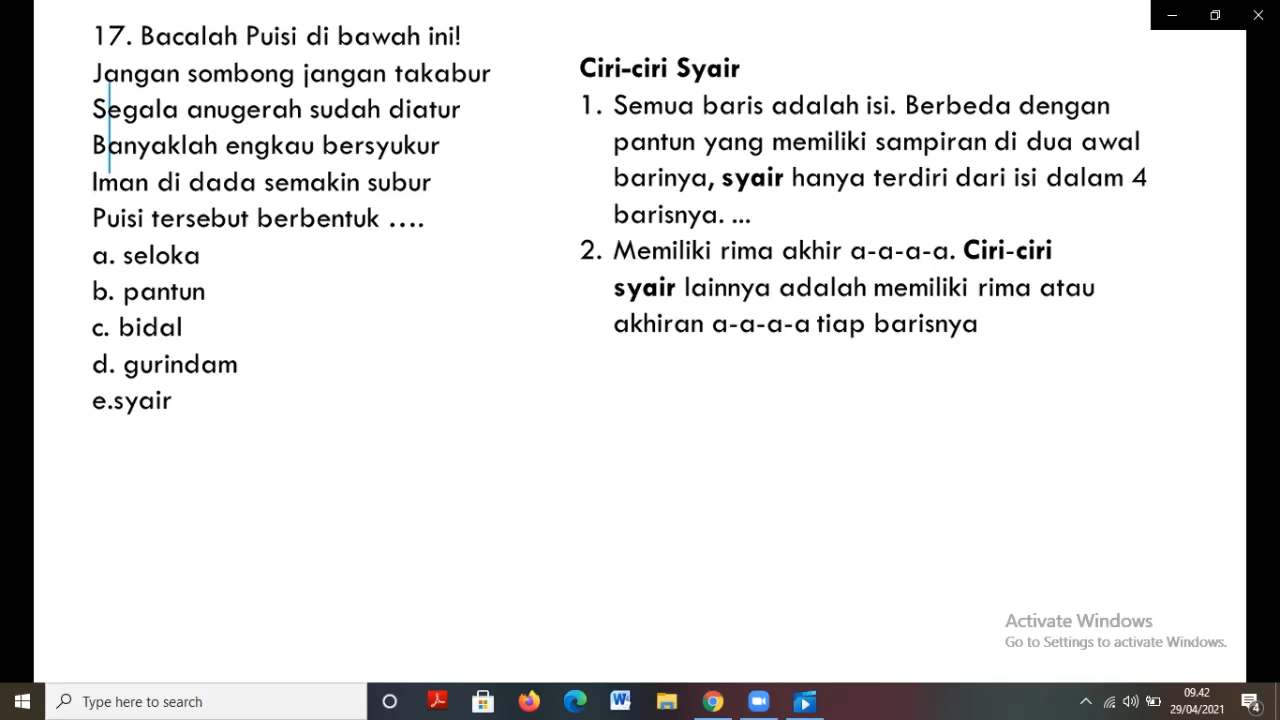 17. Bacalah Puisi di bawah ini!
Jangan sombong jangan takabur
Segala anugerah sudah diatur
Banyaklah engkau bersyukur
Iman di dada semakin subur
Puisi tersebut berbentuk ....
a. seloka
b. pantun
c. bidal
d. gurindam
e.syair
Ciri-ciri Syair
1. Semua baris adalah isi. Berbeda dengan
pantun yang memiliki sampiran di dua awal
barinya, syair hanya terdiri dari isi dalam 4
barisnya. ...
2. Memiliki rima akhir a-a-a-a. Ciri-ciri
syair lainnya adalah memiliki rima atau
akhiran a-a-a-a tiap barisnya
Activate Windows
Go to Settings to activate Windows.
Type here to search
09.42
29/04/2021
4